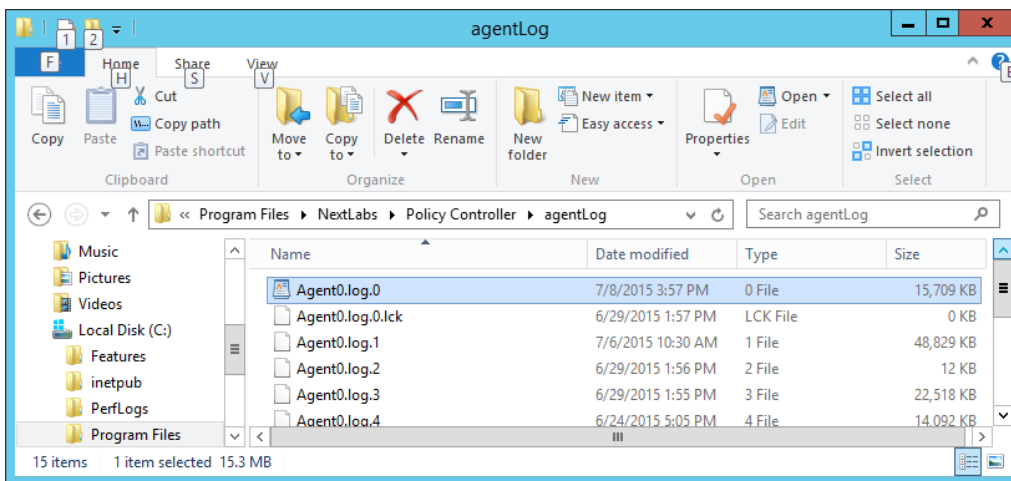 agentLog
1 2
F Home Share View
H S V E
Copy Paste Cut
W... Copy path
Paste shortcut
Move to Copy to Delete Rename
New folder New item
Easy access
Properties Open
Edit
Select all
Select none
Invert selection
Clipboard Organize New Open Select
« Program Files NextLabs Policy Controller agentLog Search agentLog
Music Name Date modified Type Size
Pictures Agent0.log.0 7/8/2015 3:57 PM 0 File 15,709 KB
Videos Agent0.log.0.lck 6/29/2015 1:57 PM LCK File 0 KB
Local Disk (C:) Agent0.log.1 7/6/2015 10:30 AM 1 File 48,829 KB
Features Agent0.log.2 6/29/2015 1:56 PM 2 File 12 KB
inetpub Agent0.log.3 6/29/2015 1:55 PM 3 File 22,518 KB
PerfLogs Agent0.log.4 6/24/2015 5:05 PM 4 File 14,092 KB
Program Files
15 items 1 item selected 15.3 MB